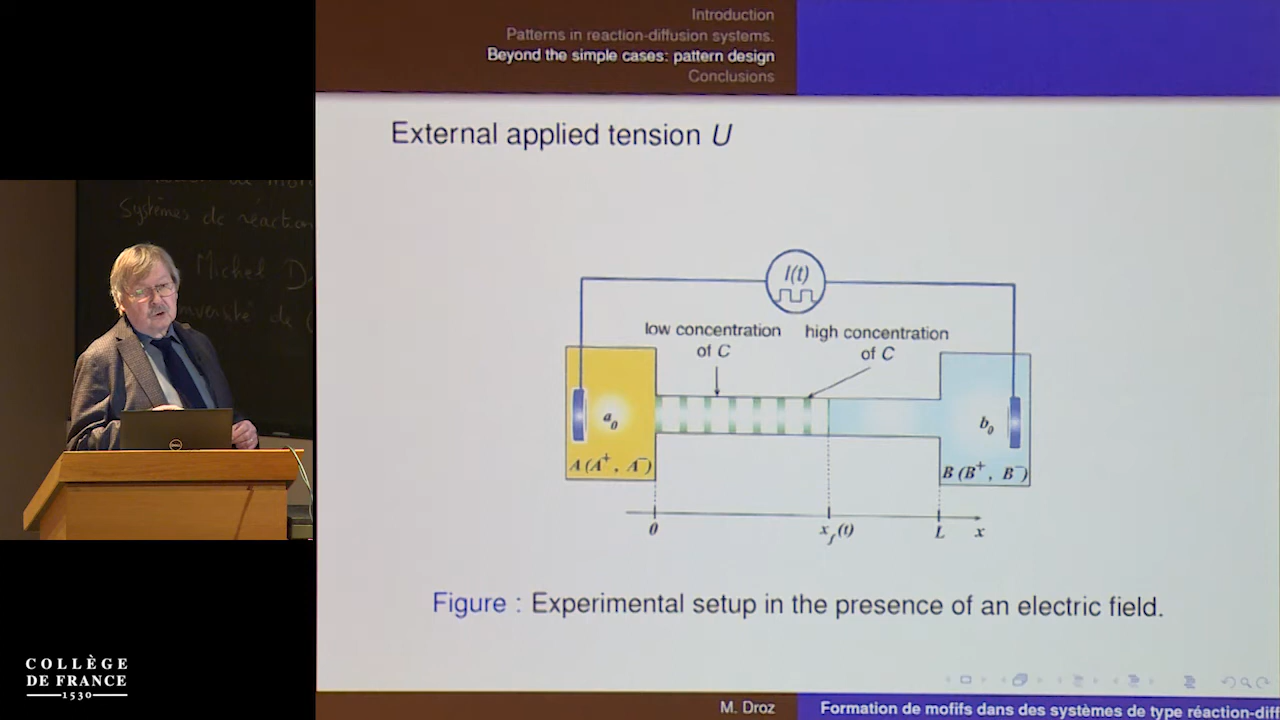 Introduction
Patterns in reaction-diffusion systems.
Beyond the simple cases: pattern design
Conclusions
External applied tension U
I(t)
low concentration
of C
high concentration
of C
a0
b0
A (A+ , A-)
B (B+ , B-)
0
xf(t)
L
x
Figure : Experimental setup in the presence of an electric field.
M. Droz
Formation de mofifs dans des systèmes de type réaction-diff
Systèmes de réaction
Michel D
COLLÈGE
DE FRANCE
1530
DELL